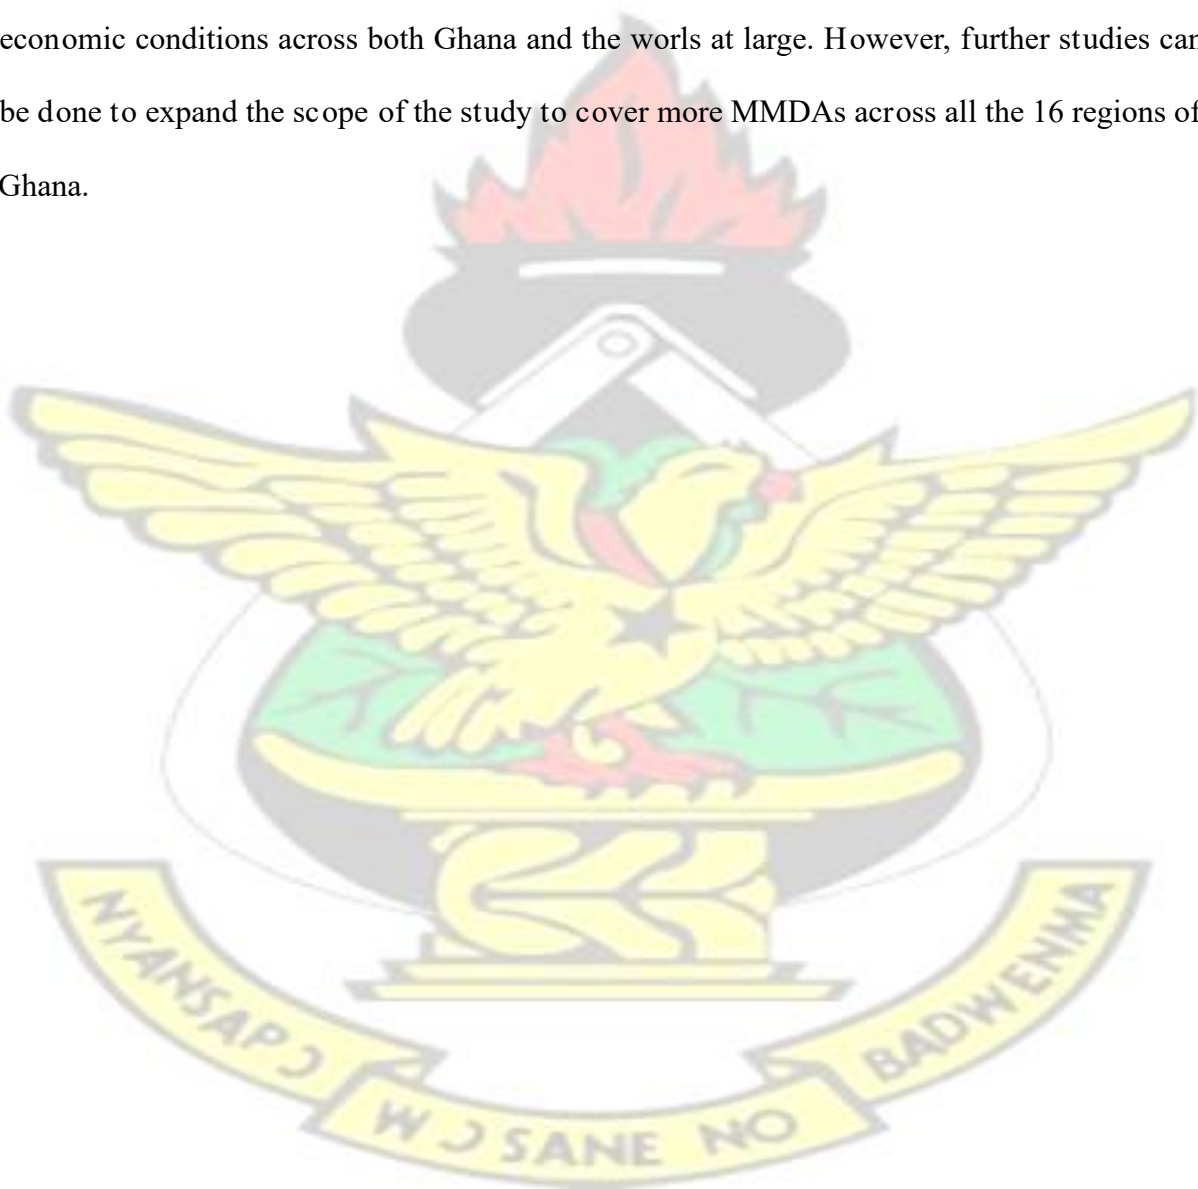 economic conditions across both Ghana and the worls at large. However, further studies can
be done to expand the scope of the study to cover more MMDAs across all the 16 regions of
Ghana.
NYANSAPƆ
WƆSANE NO
BADWENMA